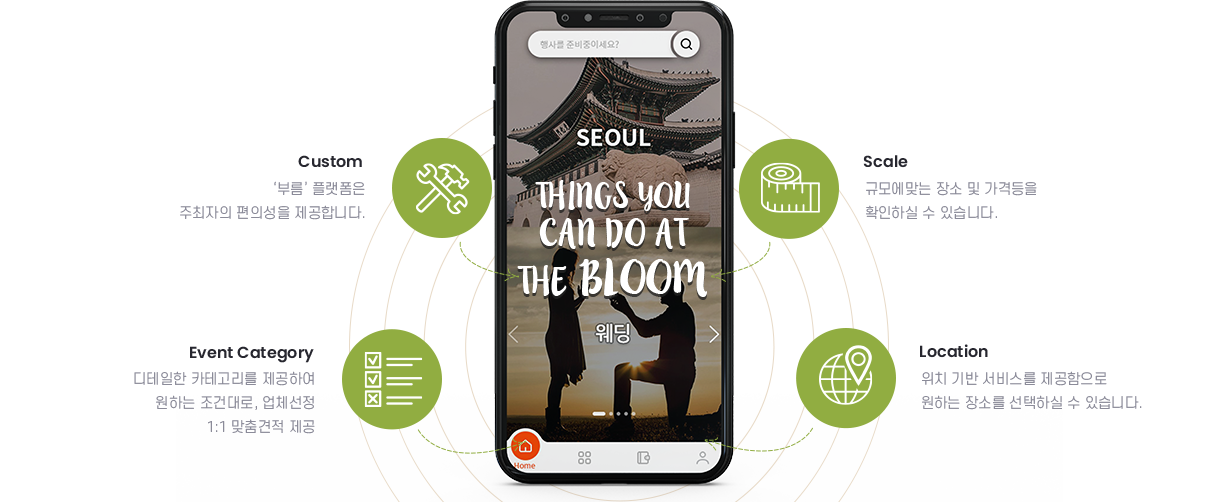 행사를 준비중이세요?
SEOUL
THINGS YOU
CAN DO AT
THE BLOOM
웨딩
Home
Custom
'부름' 플랫폼은
주최자의 편의성을 제공합니다.
Scale
규모에맞는 장소 및 가격등을
확인하실 수 있습니다.
Event Category
디테일한 카테고리를 제공하여
원하는 조건대로, 업체선정
1:1 맞춤견적 제공
Location
위치 기반 서비스를 제공함으로
원하는 장소를 선택하실 수 있습니다.